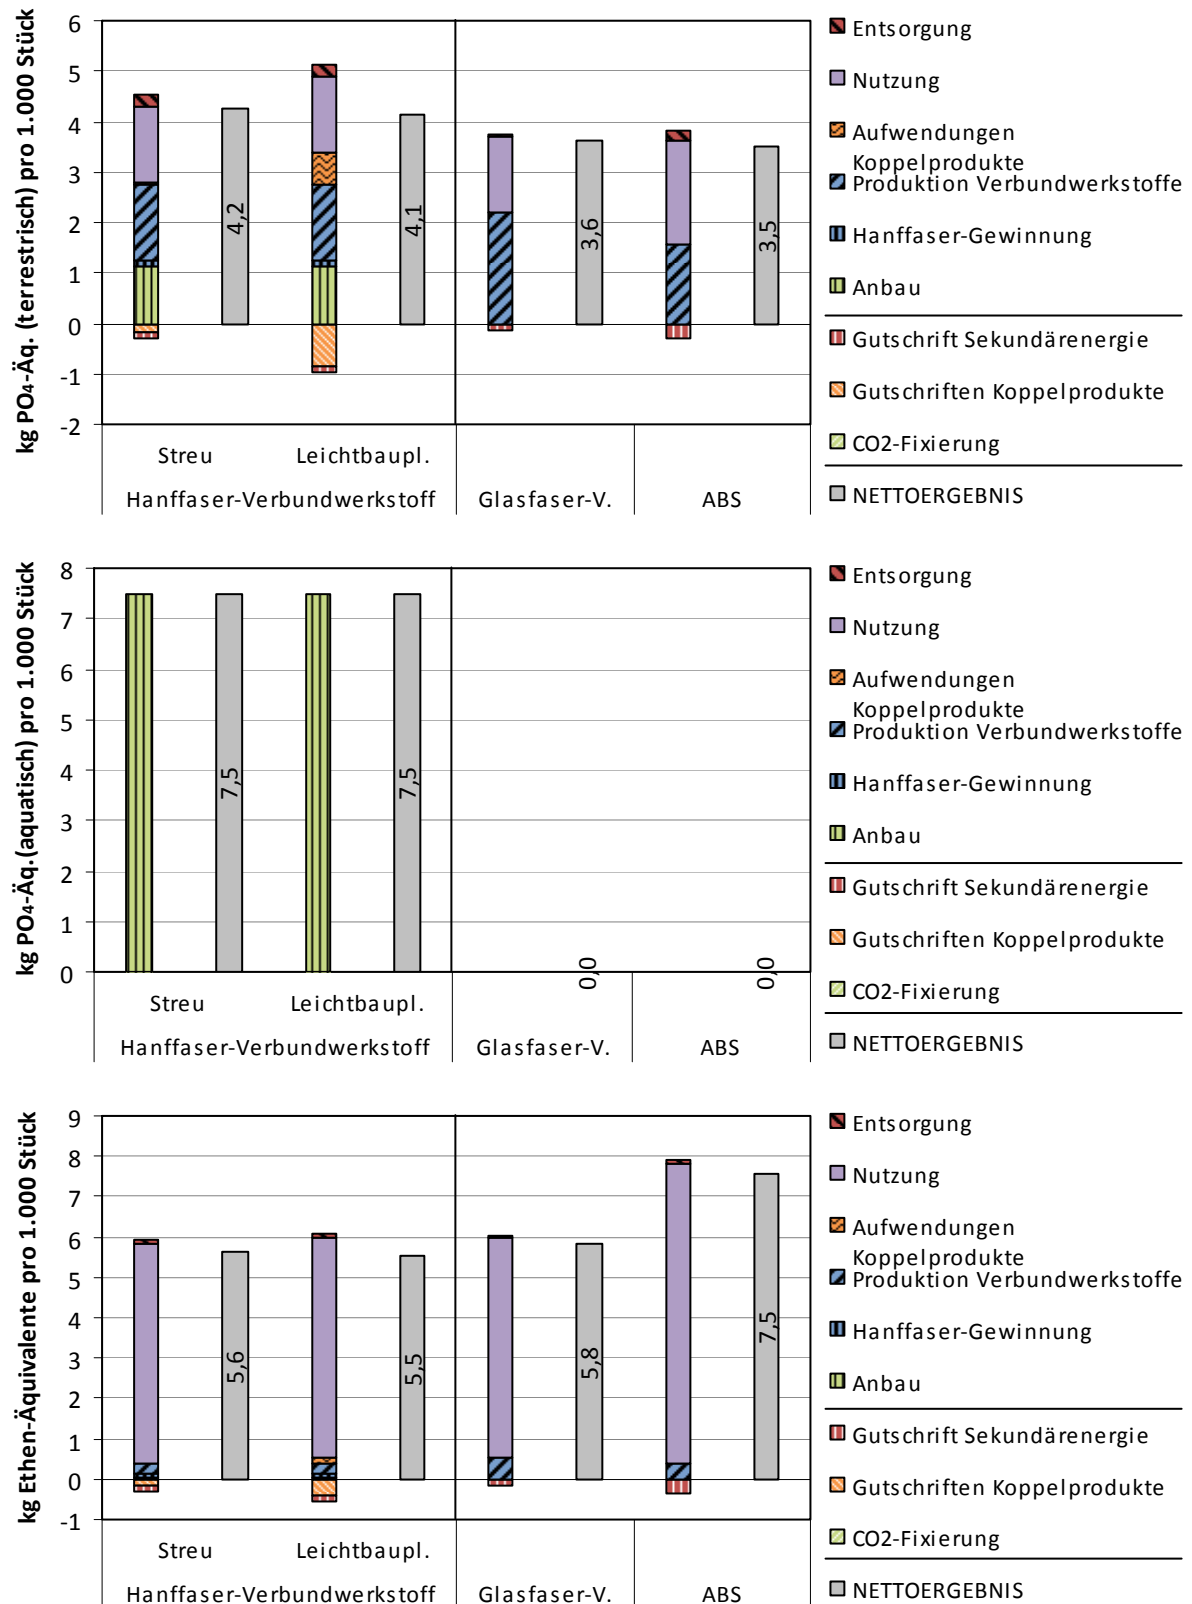 kg PO4-Äq. (terrestrisch) pro 1.000 Stück
6
5
4
3
2
1
0
-1
-2
4,2
4,1
3,6
3,5
Streu
Leichtbaupl.
Hanffaser-Verbundwerkstoff
Glasfaser-V.
ABS
Entsorgung
Nutzung
Aufwendungen
Koppelprodukte
Produktion Verbundwerkstoffe
Hanffaser-Gewinnung
Anbau
Gutschrift Sekundärenergie
Gutschriften Koppelprodukte
CO2-Fixierung
NETTOERGEBNIS
kg PO4-Äq.(aquatisch) pro 1.000 Stück
8
7
6
5
4
3
2
1
0
7,5
7,5
0,0
0,0
Streu
Leichtbaupl.
Hanffaser-Verbundwerkstoff
Glasfaser-V.
ABS
Entsorgung
Nutzung
Aufwendungen
Koppelprodukte
Produktion Verbundwerkstoffe
Hanffaser-Gewinnung
Anbau
Gutschrift Sekundärenergie
Gutschriften Koppelprodukte
CO2-Fixierung
NETTOERGEBNIS
kg Ethen-Äquivalente pro 1.000 Stück
9
8
7
6
5
4
3
2
1
0
-1
5,6
5,5
5,8
7,5
Streu
Leichtbaupl.
Hanffaser-Verbundwerkstoff
Glasfaser-V.
ABS
Entsorgung
Nutzung
Aufwendungen
Koppelprodukte
Produktion Verbundwerkstoffe
Hanffaser-Gewinnung
Anbau
Gutschrift Sekundärenergie
Gutschriften Koppelprodukte
CO2-Fixierung
NETTOERGEBNIS